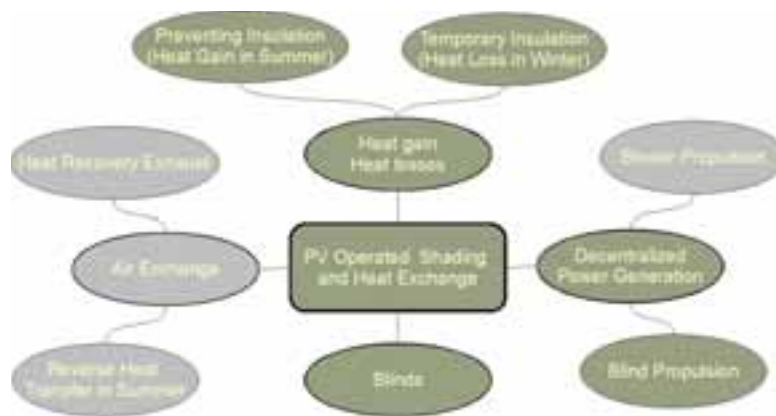 Preventing Insolation
(Heat Gain in Summer)
Temporary Insulation
(Heat Loss in Winter)
Heat gain
Heat losses
Heat Recovery Exhaust
Blower Propulsion
Air Exchange
PV Operated Shading
and Heat Exchange
Decentralized
Power Generation
Reverse Heat
Transfer in Summer
Blinds
Blind Propulsion